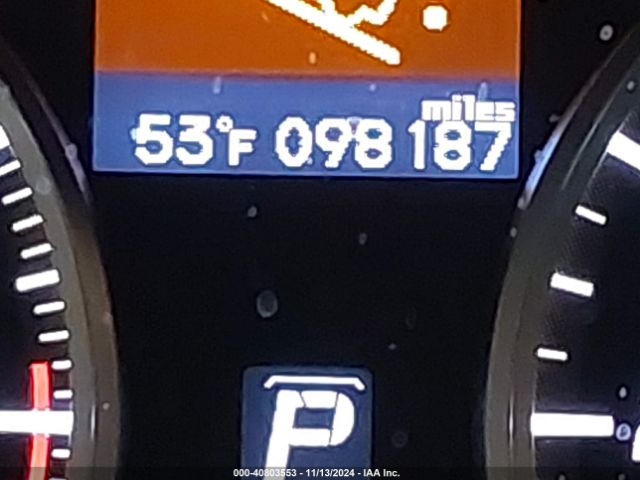 miles
53°F 098187
P
000-40803553 - 11/13/2024 - IAA Inc.